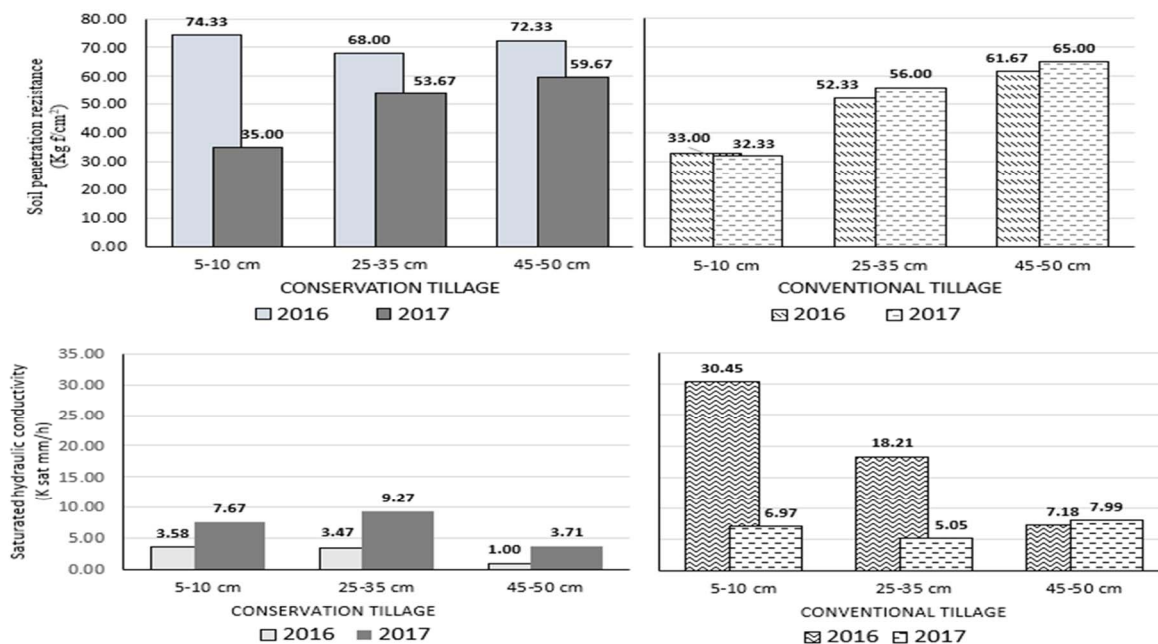 Soil penetration rezistance
(Kg f/cm²)
80.00
70.00
60.00
50.00
40.00
30.00
20.00
10.00
0.00
74.33
35.00
68.00
53.67
72.33
59.67
5-10 cm
25-35 cm
45-50 cm
CONSERVATION TILLAGE
2016
2017
33.00
32.33
52.33
56.00
61.67
65.00
5-10 cm
25-35 cm
45-50 cm
CONVENTIONAL TILLAGE
2016
2017
Saturated hydraulic conductivity
(K sat mm/h)
35.00
30.00
25.00
20.00
15.00
10.00
5.00
0.00
3.58
7.67
3.47
9.27
1.00
3.71
5-10 cm
25-35 cm
45-50 cm
CONSERVATION TILLAGE
2016
2017
30.45
6.97
18.21
5.05
7.18
7.99
5-10 cm
25-35 cm
45-50 cm
CONVENTIONAL TILLAGE
2016
2017